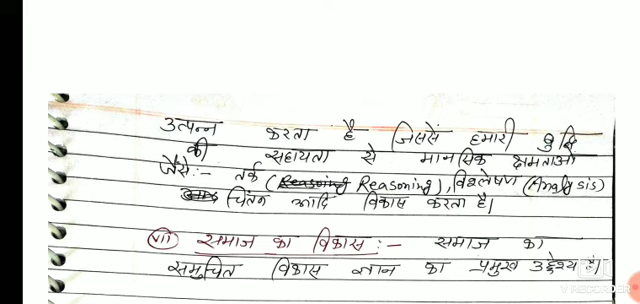 उत्पन्न करता है जिससें हमारी बुद्धि
की सहायता से मानसिक क्षमताओ
जैसे:- तर्क (Reasoning Reasoning), विश्लेषण (Analysis)
चिंतन आदि विकास करता है।
VII समाज का विकास :- समाज का
समुचित विकास ज्ञान का प्रमुख उद्देश्य है।
V RECORDER